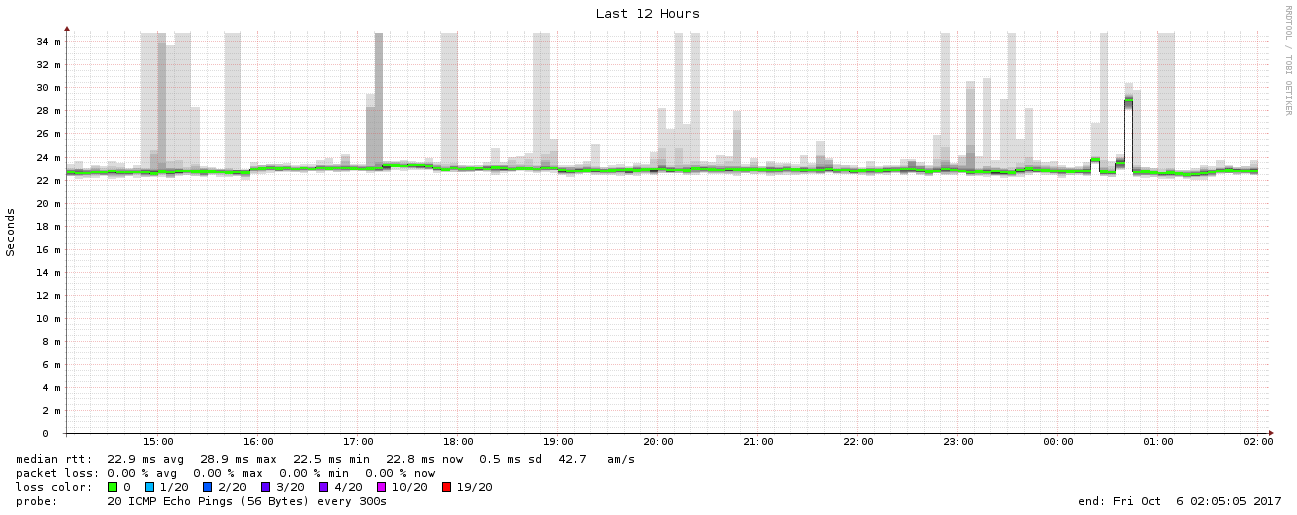 Last 12 Hours
RRDTOOL / TOBI OETIKER
34 m
32 m
30 m
28 m
26 m
24 m
22 m
20 m
18 m
16 m
14 m
12 m
10 m
8 m
6 m
4 m
2 m
0
Seconds
15:00 16:00 17:00 18:00 19:00 20:00 21:00 22:00 23:00 00:00 01:00 02:00
median rtt: 22.9 ms avg 28.9 ms max 22.5 ms min 22.8 ms now 0.5 ms sd 42.7 am/s
packet loss: 0.00 % avg 0.00 % max 0.00 % min 0.00 % now
loss color: 0 1/20 2/20 3/20 4/20 10/20 19/20
probe: 20 ICMP Echo Pings (56 Bytes) every 300s end: Fri Oct 6 02:05:05 2017